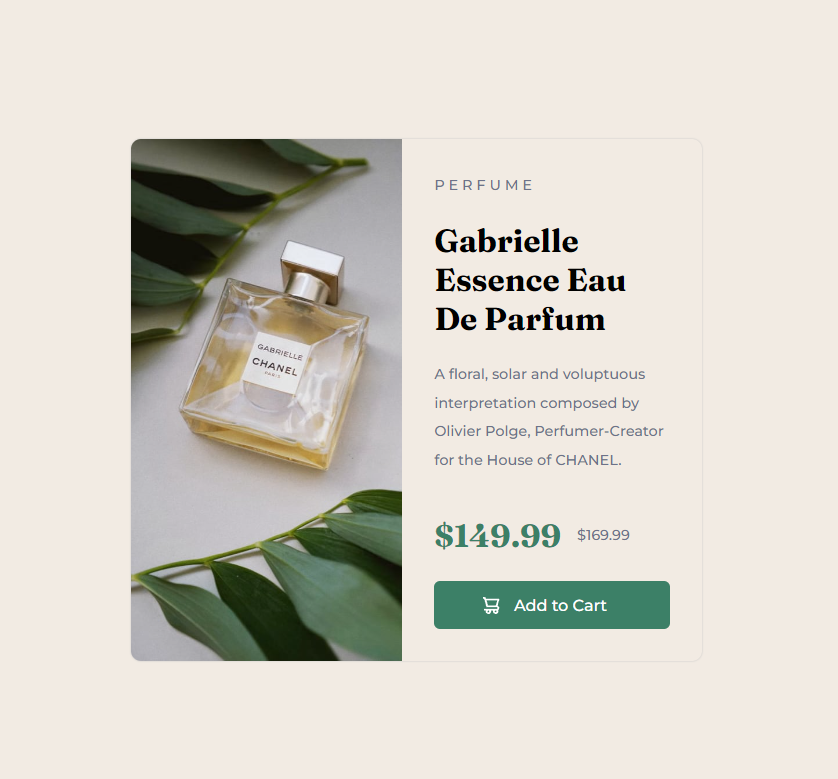 GABRIELLE
CHANEL
PARIS
PERFUME
Gabrielle
Essence Eau
De Parfum
A floral, solar and voluptuous
interpretation composed by
Olivier Polge, Perfumer-Creator
for the House of CHANEL.
$149.99 $169.99
Add to Cart